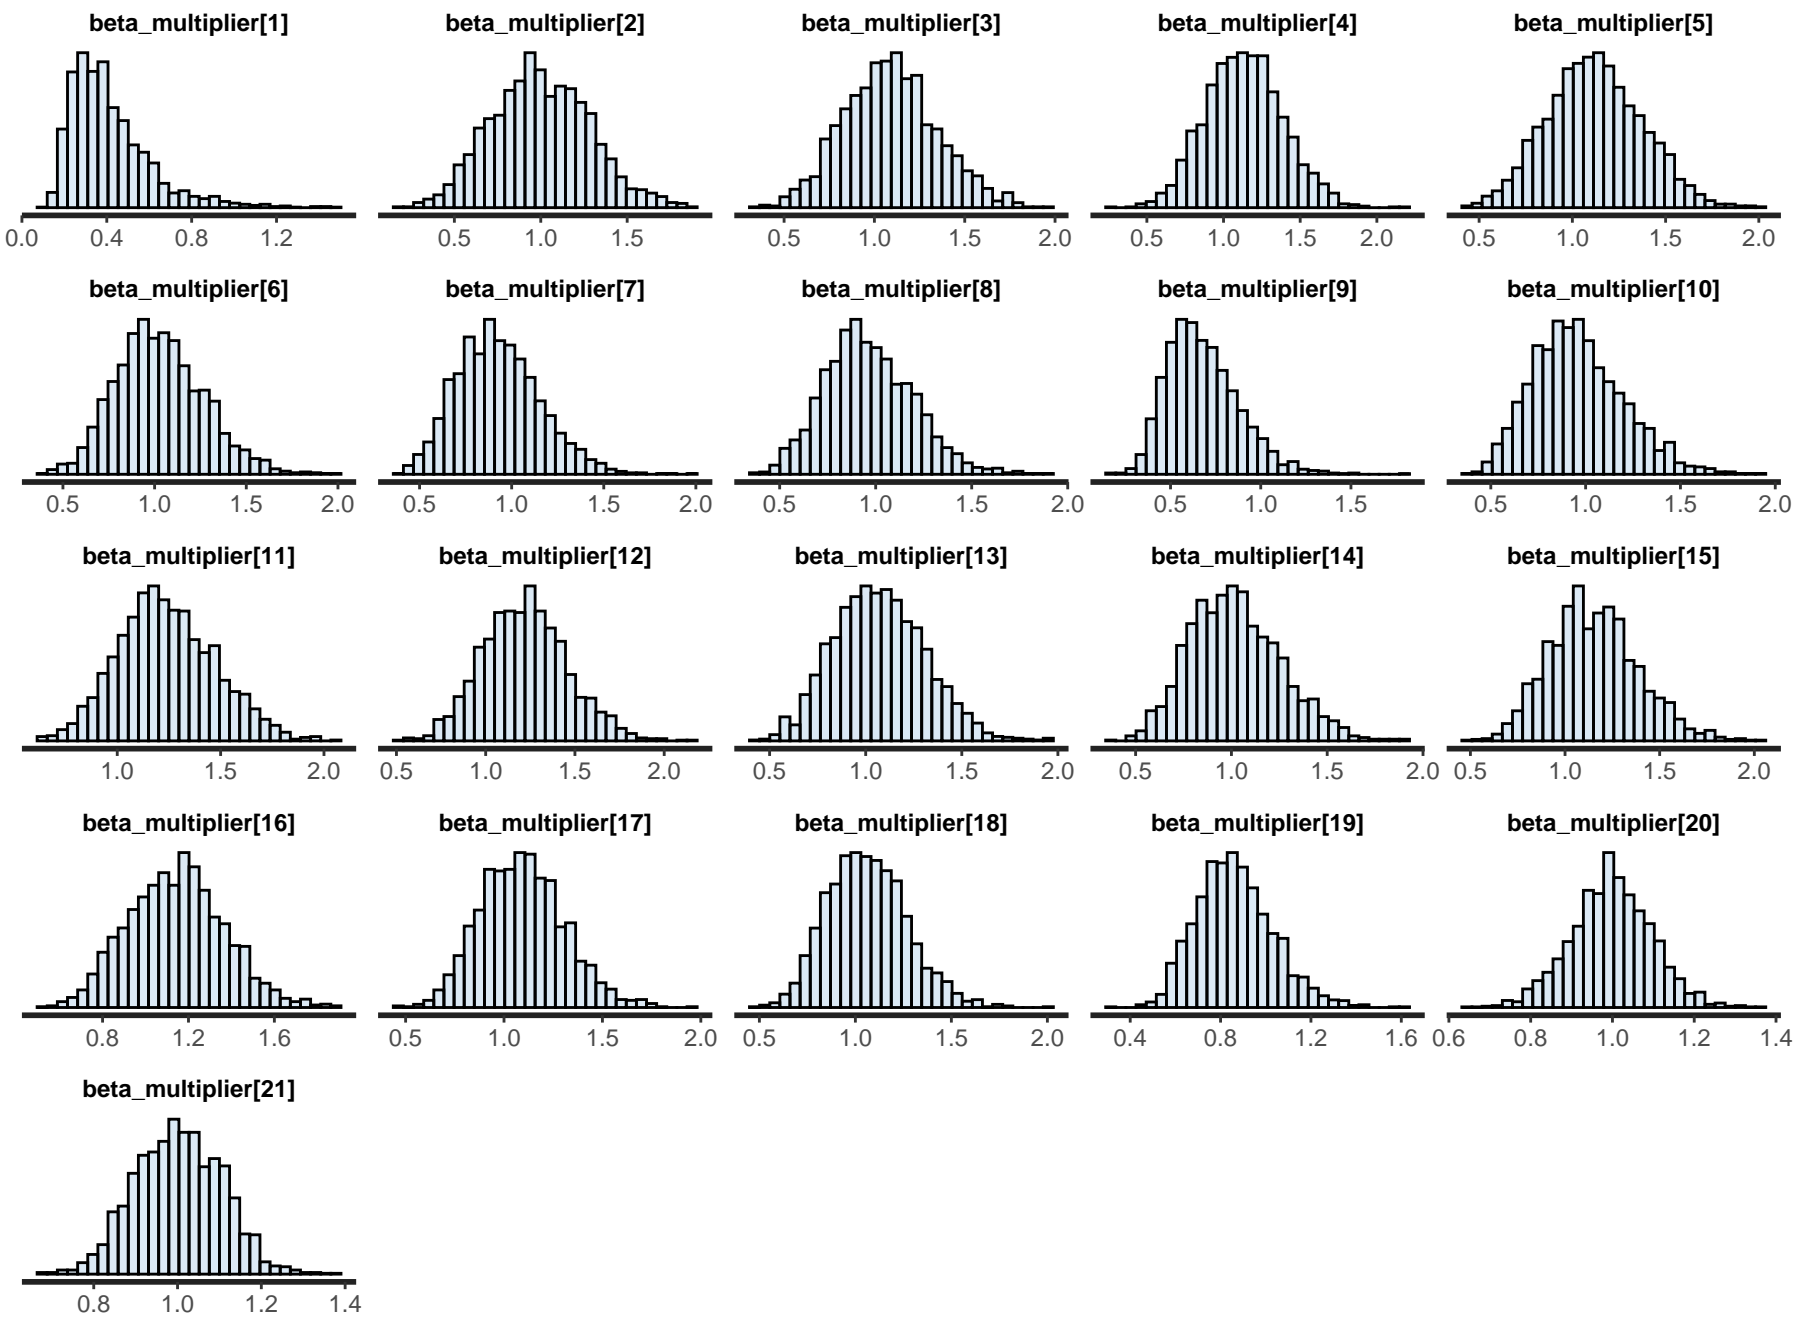 beta_multiplier[1] beta_multiplier[2] beta_multiplier[3] beta_multiplier[4] beta_multiplier[5]
0.0 0.4 0.8 1.2 0.5 1.0 1.5 0.5 1.0 1.5 2.0 0.5 1.0 1.5 2.0 0.5 1.0 1.5 2.0
beta_multiplier[6] beta_multiplier[7] beta_multiplier[8] beta_multiplier[9] beta_multiplier[10]
0.5 1.0 1.5 2.0 0.5 1.0 1.5 2.0 0.5 1.0 1.5 2.0 0.5 1.0 1.5 0.5 1.0 1.5 2.0
beta_multiplier[11] beta_multiplier[12] beta_multiplier[13] beta_multiplier[14] beta_multiplier[15]
1.0 1.5 2.0 0.5 1.0 1.5 2.0 0.5 1.0 1.5 2.0 0.5 1.0 1.5 2.0 0.5 1.0 1.5 2.0
beta_multiplier[16] beta_multiplier[17] beta_multiplier[18] beta_multiplier[19] beta_multiplier[20]
0.8 1.2 1.6 0.5 1.0 1.5 2.0 0.5 1.0 1.5 2.0 0.4 0.8 1.2 1.6 0.6 0.8 1.0 1.2 1.4
beta_multiplier[21]
0.8 1.0 1.2 1.4